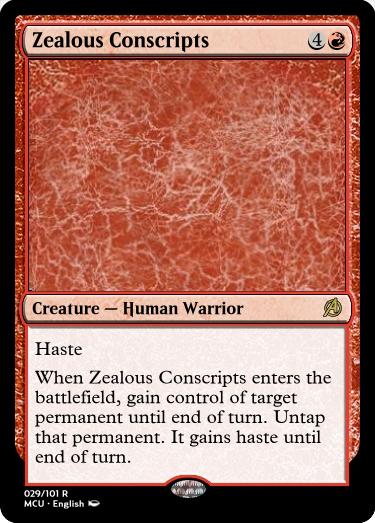 Zealous Conscripts 4
Creature — Human Warrior
Haste
When Zealous Conscripts enters the
battlefield, gain control of target
permanent until end of turn. Untap
that permanent. It gains haste until
end of turn.
029/101 R
MCU · English